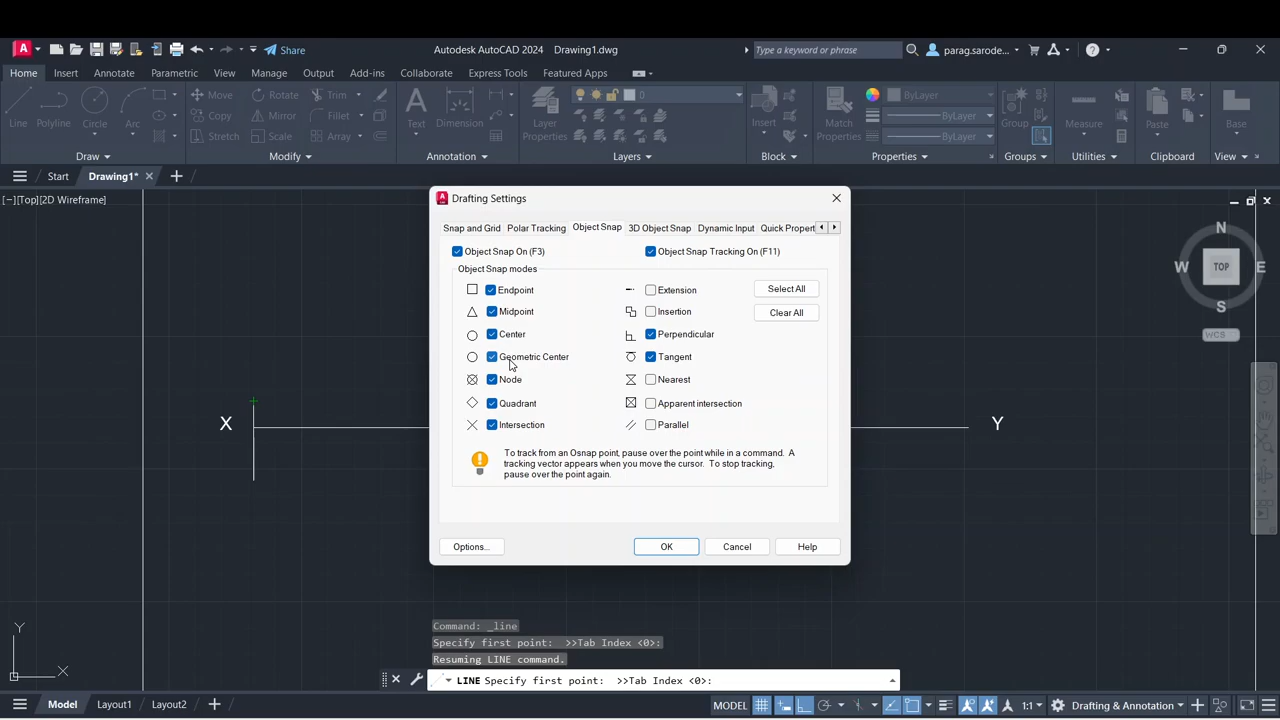 Share
Autodesk AutoCAD 2024 Drawing1.dwg
Type a keyword or phrase
parag.sarode...
Home Insert Annotate Parametric View Manage Output Add-ins Collaborate Express Tools Featured Apps
Line Polyline Circle Arc
Move Rotate Trim
Copy Mirror Fillet
Stretch Scale Array
Text Dimension
Layer Properties
0
Insert
Match Properties
ByLayer
ByLayer
ByLayer
Group
Measure
Paste
Base
Draw Modify Annotation Layers Block Properties Groups Utilities Clipboard View
Start Drawing1*
[−][Top][2D Wireframe]
Drafting Settings
Snap and Grid Polar Tracking Object Snap 3D Object Snap Dynamic Input Quick Propert
Object Snap On (F3) Object Snap Tracking On (F11)
Object Snap modes
Endpoint Extension Select All
Midpoint Insertion Clear All
Center Perpendicular
Geometric Center Tangent
Node Nearest
Quadrant Apparent intersection
Intersection Parallel
To track from an Osnap point, pause over the point while in a command. A
tracking vector appears when you move the cursor. To stop tracking,
pause over the point again.
Options... OK Cancel Help
N
W TOP E
S
WCS
X Y
Y
X
Command: _line
Specify first point: >>Tab Index <0>:
Resuming LINE command.
LINE Specify first point: >>Tab Index <0>:
Model Layout1 Layout2
MODEL 1:1 Drafting & Annotation